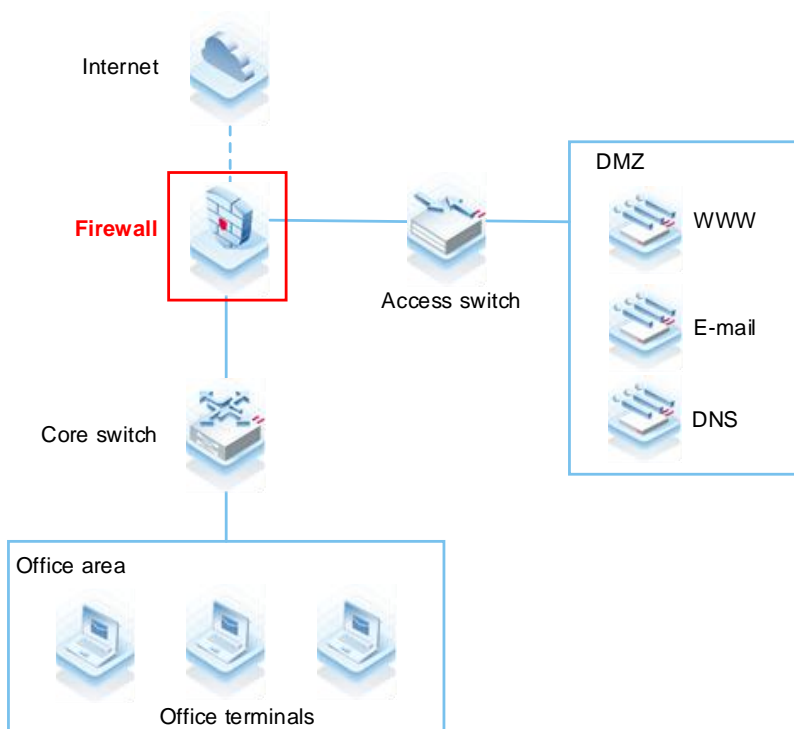 Internet
DMZ
WWW
Firewall
Access switch
E-mail
Core switch
DNS
Office area
Office terminals